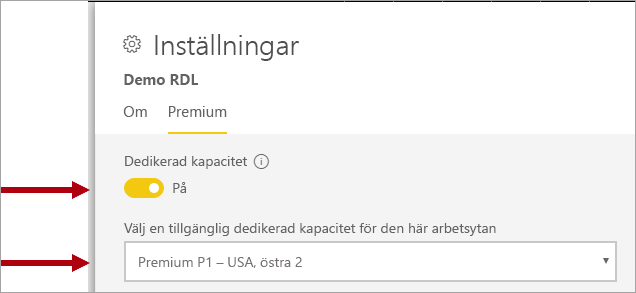 Inställningar
Demo RDL
Om Premium
Dedikerad kapacitet
På
Välj en tillgänglig dedikerad kapacitet för den här arbetsytan
Premium P1 – USA, östra 2